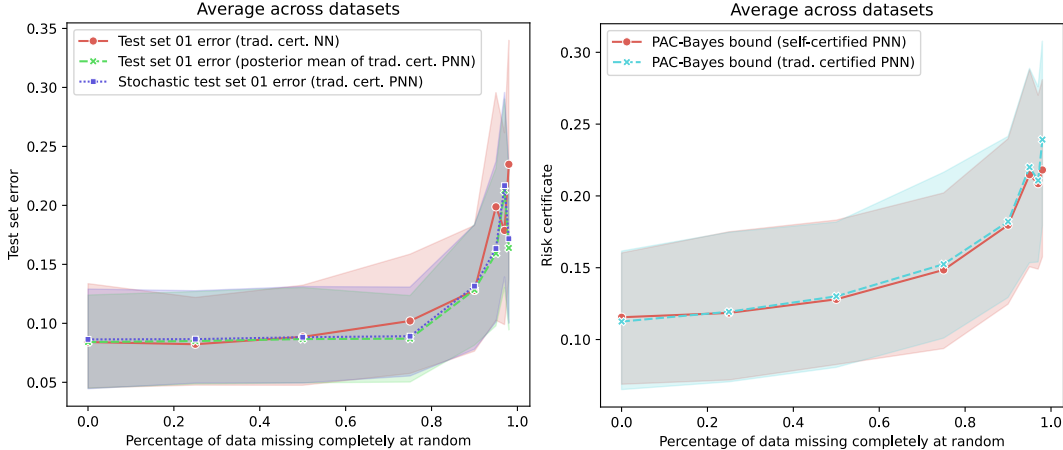 Average across datasets
0.35
0.30
0.25
0.20
0.15
0.10
0.05
Test set error
Test set 01 error (trad. cert. NN)
Test set 01 error (posterior mean of trad. cert. PNN)
Stochastic test set 01 error (trad. cert. PNN)
0.0 0.2 0.4 0.6 0.8 1.0
Percentage of data missing completely at random
Average across datasets
0.30
0.25
0.20
0.15
0.10
Risk certificate
PAC-Bayes bound (self-certified PNN)
PAC-Bayes bound (trad. certified PNN)
0.0 0.2 0.4 0.6 0.8 1.0
Percentage of data missing completely at random